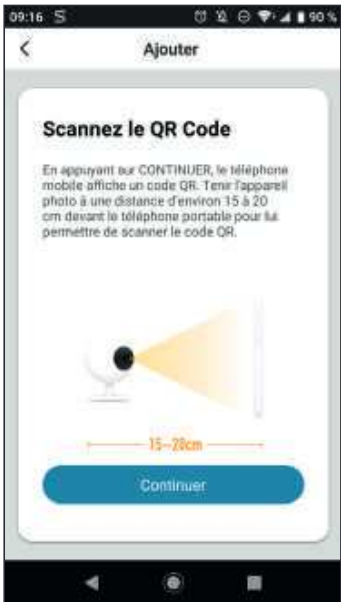 09:16 S 90 %
Ajouter
Scannez le QR Code
En appuyant sur CONTINUER, le téléphone
mobile affiche un code QR. Tenir l'appareil
photo à une distance d'environ 15 à 20
cm devant le téléphone portable pour lui
permettre de scanner le code QR.
15~20cm
Continuer